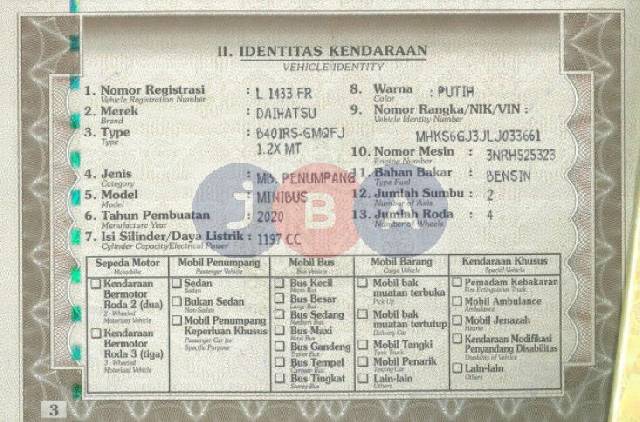 II. IDENTITAS KENDARAAN
VEHICLE IDENTITY
1. Nomor Registrasi : L 1433 FR
Vehicle Registration Number
2. Merek : DAIHATSU
Brand
3. Type : B401RS-GMQFJ
Type
1.2X MT
4. Jenis : MB. PENUMPANG
Category
5. Model : MINIBUS
Model
6. Tahun Pembuatan : 2020
Manufacture Year
7. Isi Silinder/Daya Listrik : 1197 CC
Cylinder Capacity/Electrical Power
8. Warna : PUTIH
Color
9. Nomor Rangka/NIK/VIN :
Vehicle Identity Number
MHKS6GJ3JLJ033661
10. Nomor Mesin : 3NRH525323
Engine Number
11. Bahan Bakar : BENSIN
Type Fuel
12. Jumlah Sumbu : 2
Number of Axis
13. Jumlah Roda : 4
Number of Wheels
JBA
Sepeda Motor
Motorbike
Kendaraan
Bermotor
Roda 2 (dua)
2 - Wheeled
Motorized Vehicle
Kendaraan
Bermotor
Roda 3 (tiga)
3 - Wheeled
Motorized Vehicle
Mobil Penumpang
Passenger Vehicle
Sedan
Sedan
Bukan Sedan
Non-Sedan
Mobil Penumpang
Keperluan Khusus
Passenger Car for
Specific Purpose
Mobil Bus
Bus Vehicle
Bus Kecil
Bus Besar
Bus Sedang
Bus Maxi
Bus Gandeng
Bus Tempel
Bus Tingkat
Mobil Barang
Cargo Vehicle
Mobil bak
muatan terbuka
Pick Up
Mobil bak
muatan tertutup
Delivery Car
Mobil Tangki
Tank Truck
Mobil Penarik
Towing Car
Lain-lain
Others
Kendaraan Khusus
Special Vehicle
Pemadam Kebakaran
Fire Extinguisher Truck
Mobil Ambulance
Ambulance
Mobil Jenazah
Hearse
Kendaraan Modifikasi
Penyandang Disabilitas
Disability of Vehicle
Lain-lain
Others
3